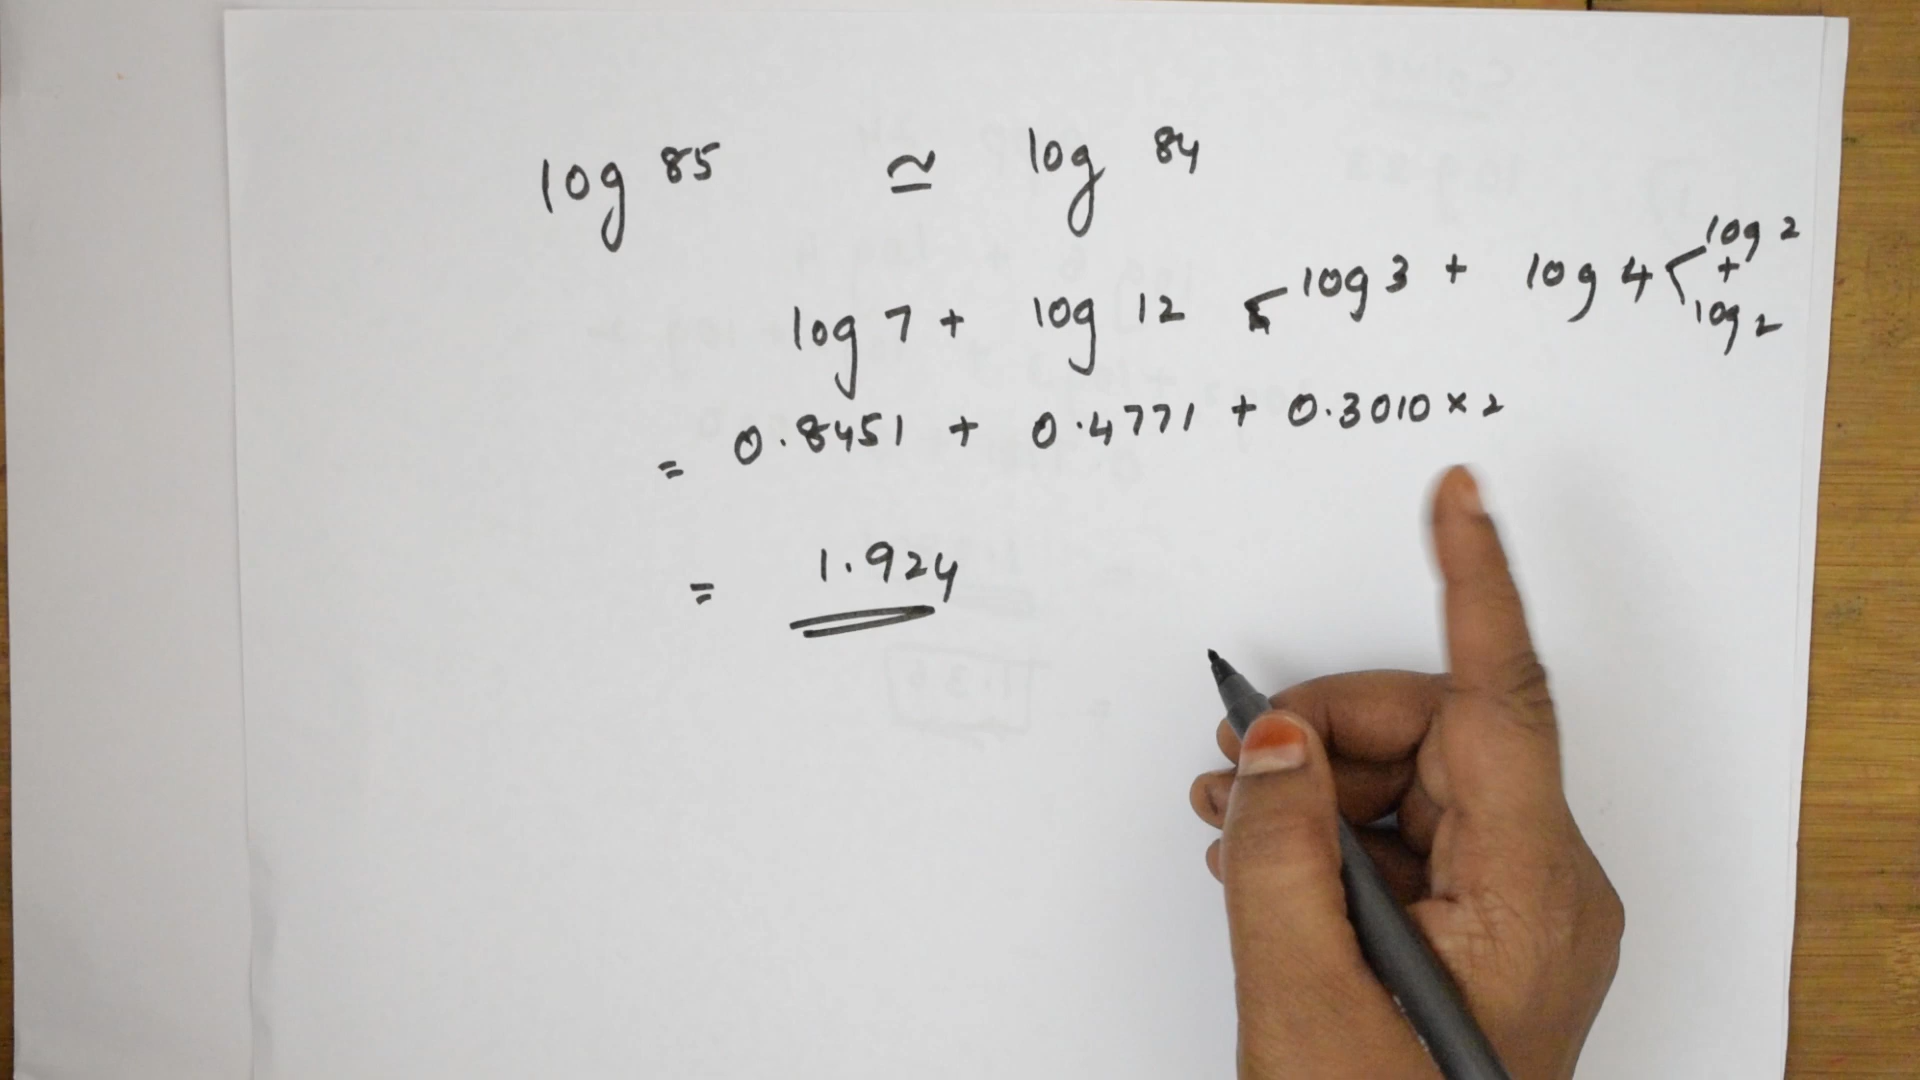 log 85 ≃ log 84
log 7 + log 12 log 3 + log 4 log 2 + log 2
= 0.8451 + 0.4771 + 0.3010 × 2
= 1.924